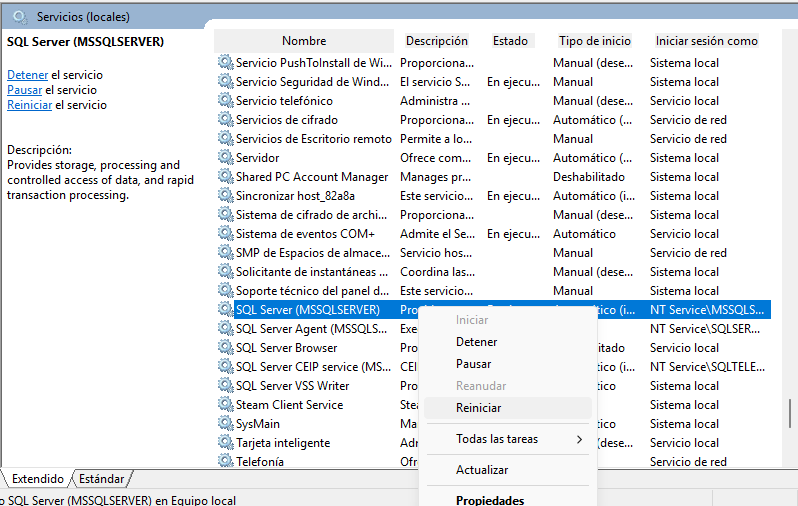 Servicios (locales)
SQL Server (MSSQLSERVER)
Detener el servicio
Pausar el servicio
Reiniciar el servicio
Descripción:
Provides storage, processing and
controlled access of data, and rapid
transaction processing.
Nombre Descripción Estado Tipo de inicio Iniciar sesión como
Servicio PushToInstall de Wi... Proporciona... Manual (dese... Sistema local
Servicio Seguridad de Wind... El servicio S... En ejecu... Manual Sistema local
Servicio telefónico Administra ... Manual (dese... Servicio local
Servicios de cifrado Proporciona... En ejecu... Automático (... Servicio de red
Servicios de Escritorio remoto Permite a lo... Manual Servicio de red
Servidor Ofrece com... En ejecu... Automático (... Sistema local
Shared PC Account Manager Manages pr... Deshabilitado Sistema local
Sincronizar host_82a8a Este servicio... En ejecu... Automático (i... Sistema local
Sistema de cifrado de archi... Proporciona... Manual (dese... Sistema local
Sistema de eventos COM+ Admite el Se... En ejecu... Automático Servicio local
SMP de Espacios de almace... Servicio hos... Manual Servicio de red
Solicitante de instantáneas ... Coordina las... Manual (dese... Sistema local
Soporte técnico del panel d... Este servicio... Manual Sistema local
SQL Server (MSSQLSERVER) (i... NT Service\MSSQLS...
SQL Server Agent (MSSQLS... Exe NT Service\SQLSER...
SQL Server Browser Pro Servicio local
SQL Server CEIP service (MS... CEI (i... NT Service\SQLTELE...
SQL Server VSS Writer Pro Sistema local
Steam Client Service Stea Sistema local
SysMain Ma Sistema local
Tarjeta inteligente Adr (dese... Servicio local
Telefonía Ofr Servicio de red
Iniciar
Detener
Pausar
Reanudar
Reiniciar
Todas las tareas
Actualizar
Propiedades
Extendido Estándar
o SQL Server (MSSQLSERVER) en Equipo local